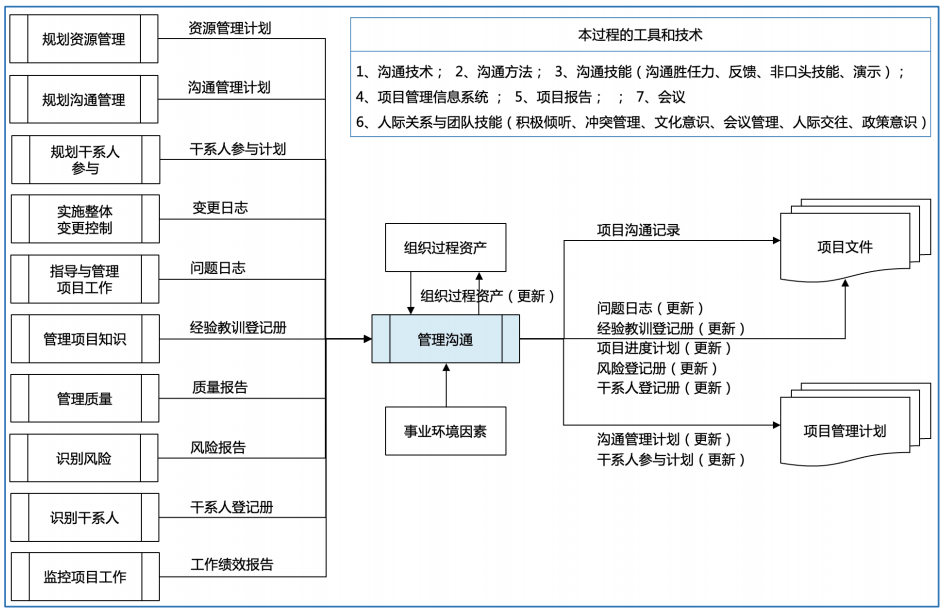 规划资源管理
资源管理计划
规划沟通管理
沟通管理计划
规划干系人
参与
干系人参与计划
实施整体
变更控制
变更日志
指导与管理
项目工作
问题日志
管理项目知识
经验教训登记册
管理质量
质量报告
识别风险
风险报告
识别干系人
干系人登记册
监控项目工作
工作绩效报告
本过程的工具和技术
1、沟通技术； 2、沟通方法； 3、沟通技能（沟通胜任力、反馈、非口头技能、演示）；
4、项目管理信息系统 ； 5、项目报告； ； 7、会议
6、人际关系与团队技能（积极倾听、冲突管理、文化意识、会议管理、人际交往、政策意识）
组织过程资产
组织过程资产（更新）
管理沟通
事业环境因素
项目沟通记录
项目文件
问题日志（更新）
经验教训登记册（更新）
项目进度计划（更新）
风险登记册（更新）
干系人登记册（更新）
沟通管理计划（更新）
干系人参与计划（更新）
项目管理计划